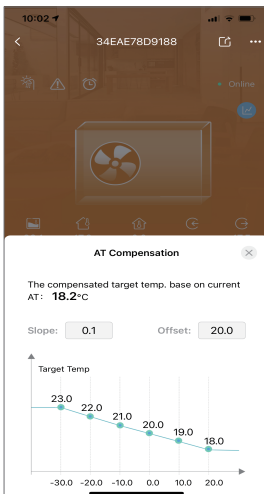 10:02
34EAE78D9188
Online
AT Compensation
The compensated target temp. base on current
AT: 18.2°C
Slope: 0.1 Offset: 20.0
Target Temp
23.0
22.0
21.0
20.0
19.0
18.0
-30.0 -20.0 -10.0 0.0 10.0 20.0